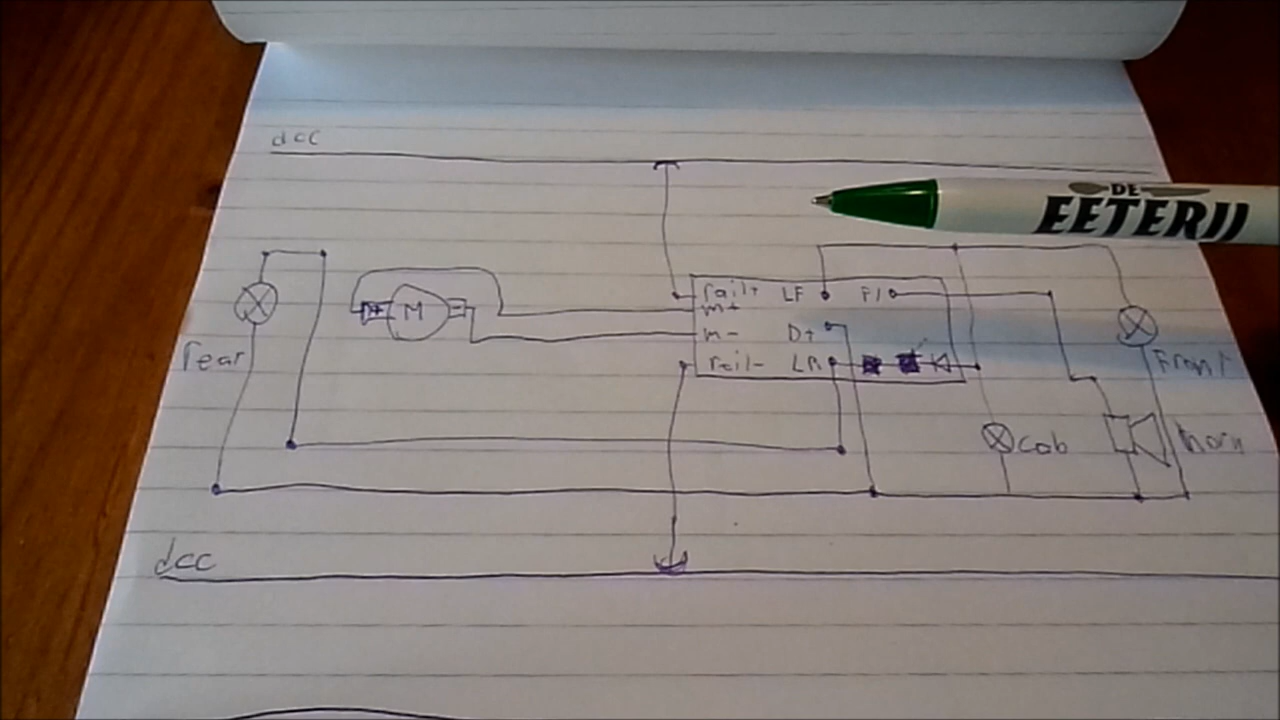 dcc
DE
EETERIJ
rail+ LF F1
m+
+ M -
m- D+
rear
rail- LR
Front
cab
horn
dcc